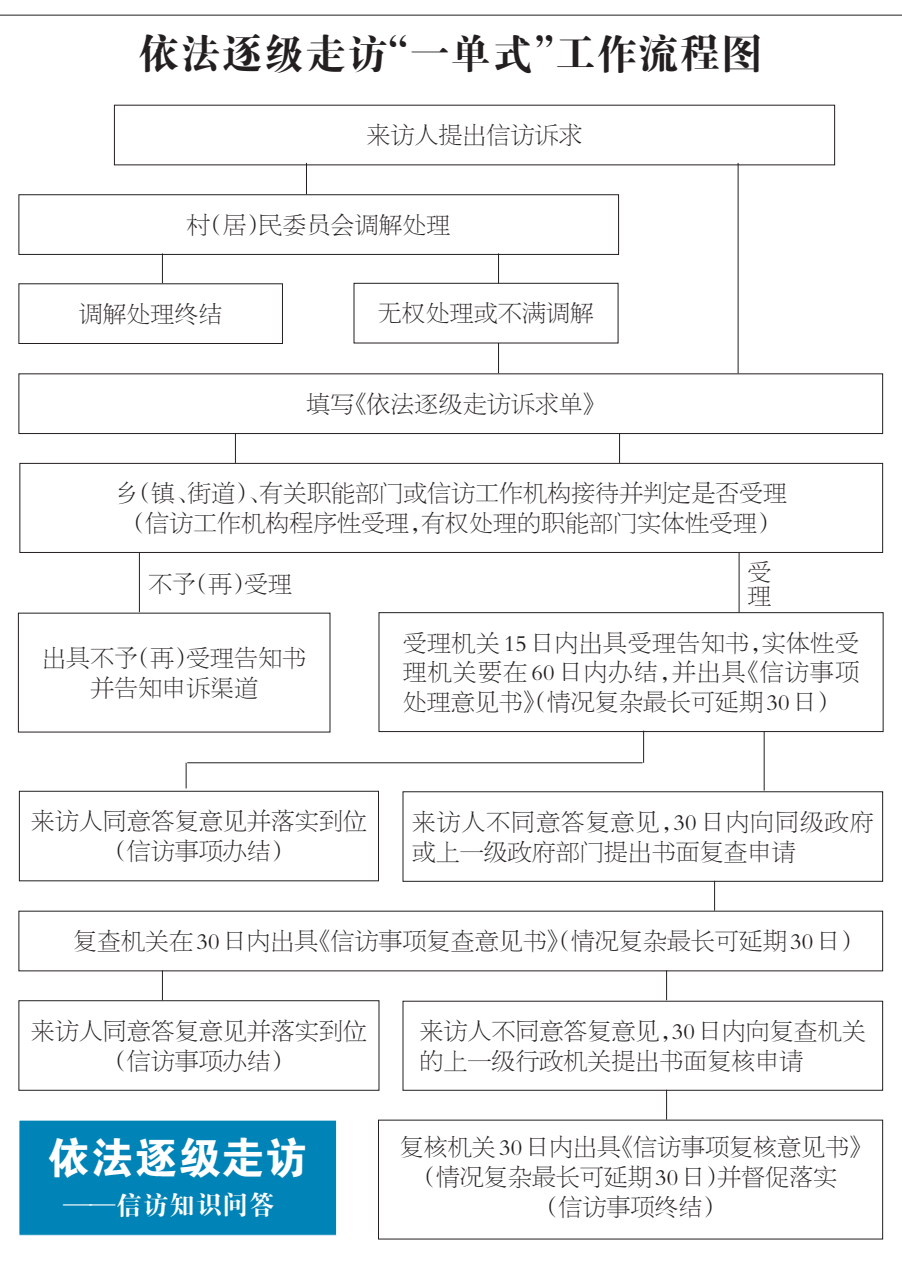 依法逐级走访“一单式”工作流程图
来访人提出信访诉求
村(居)民委员会调解处理
调解处理终结
无权处理或不满调解
填写《依法逐级走访诉求单》
乡(镇、街道)、有关职能部门或信访工作机构接待并判定是否受理
(信访工作机构程序性受理,有权处理的职能部门实体性受理)
不予(再)受理
受理
出具不予(再)受理告知书
并告知申诉渠道
受理机关15日内出具受理告知书,实体性受
理机关要在60日内办结,并出具《信访事项
处理意见书》(情况复杂最长可延期30日)
来访人同意答复意见并落实到位
(信访事项办结)
来访人不同意答复意见,30日内向同级政府
或上一级政府部门提出书面复查申请
复查机关在30日内出具《信访事项复查意见书》(情况复杂最长可延期30日)
来访人同意答复意见并落实到位
(信访事项办结)
来访人不同意答复意见,30日内向复查机关
的上一级行政机关提出书面复核申请
复核机关30日内出具《信访事项复核意见书》
(情况复杂最长可延期30日)并督促落实
(信访事项终结)
依法逐级走访
——信访知识问答